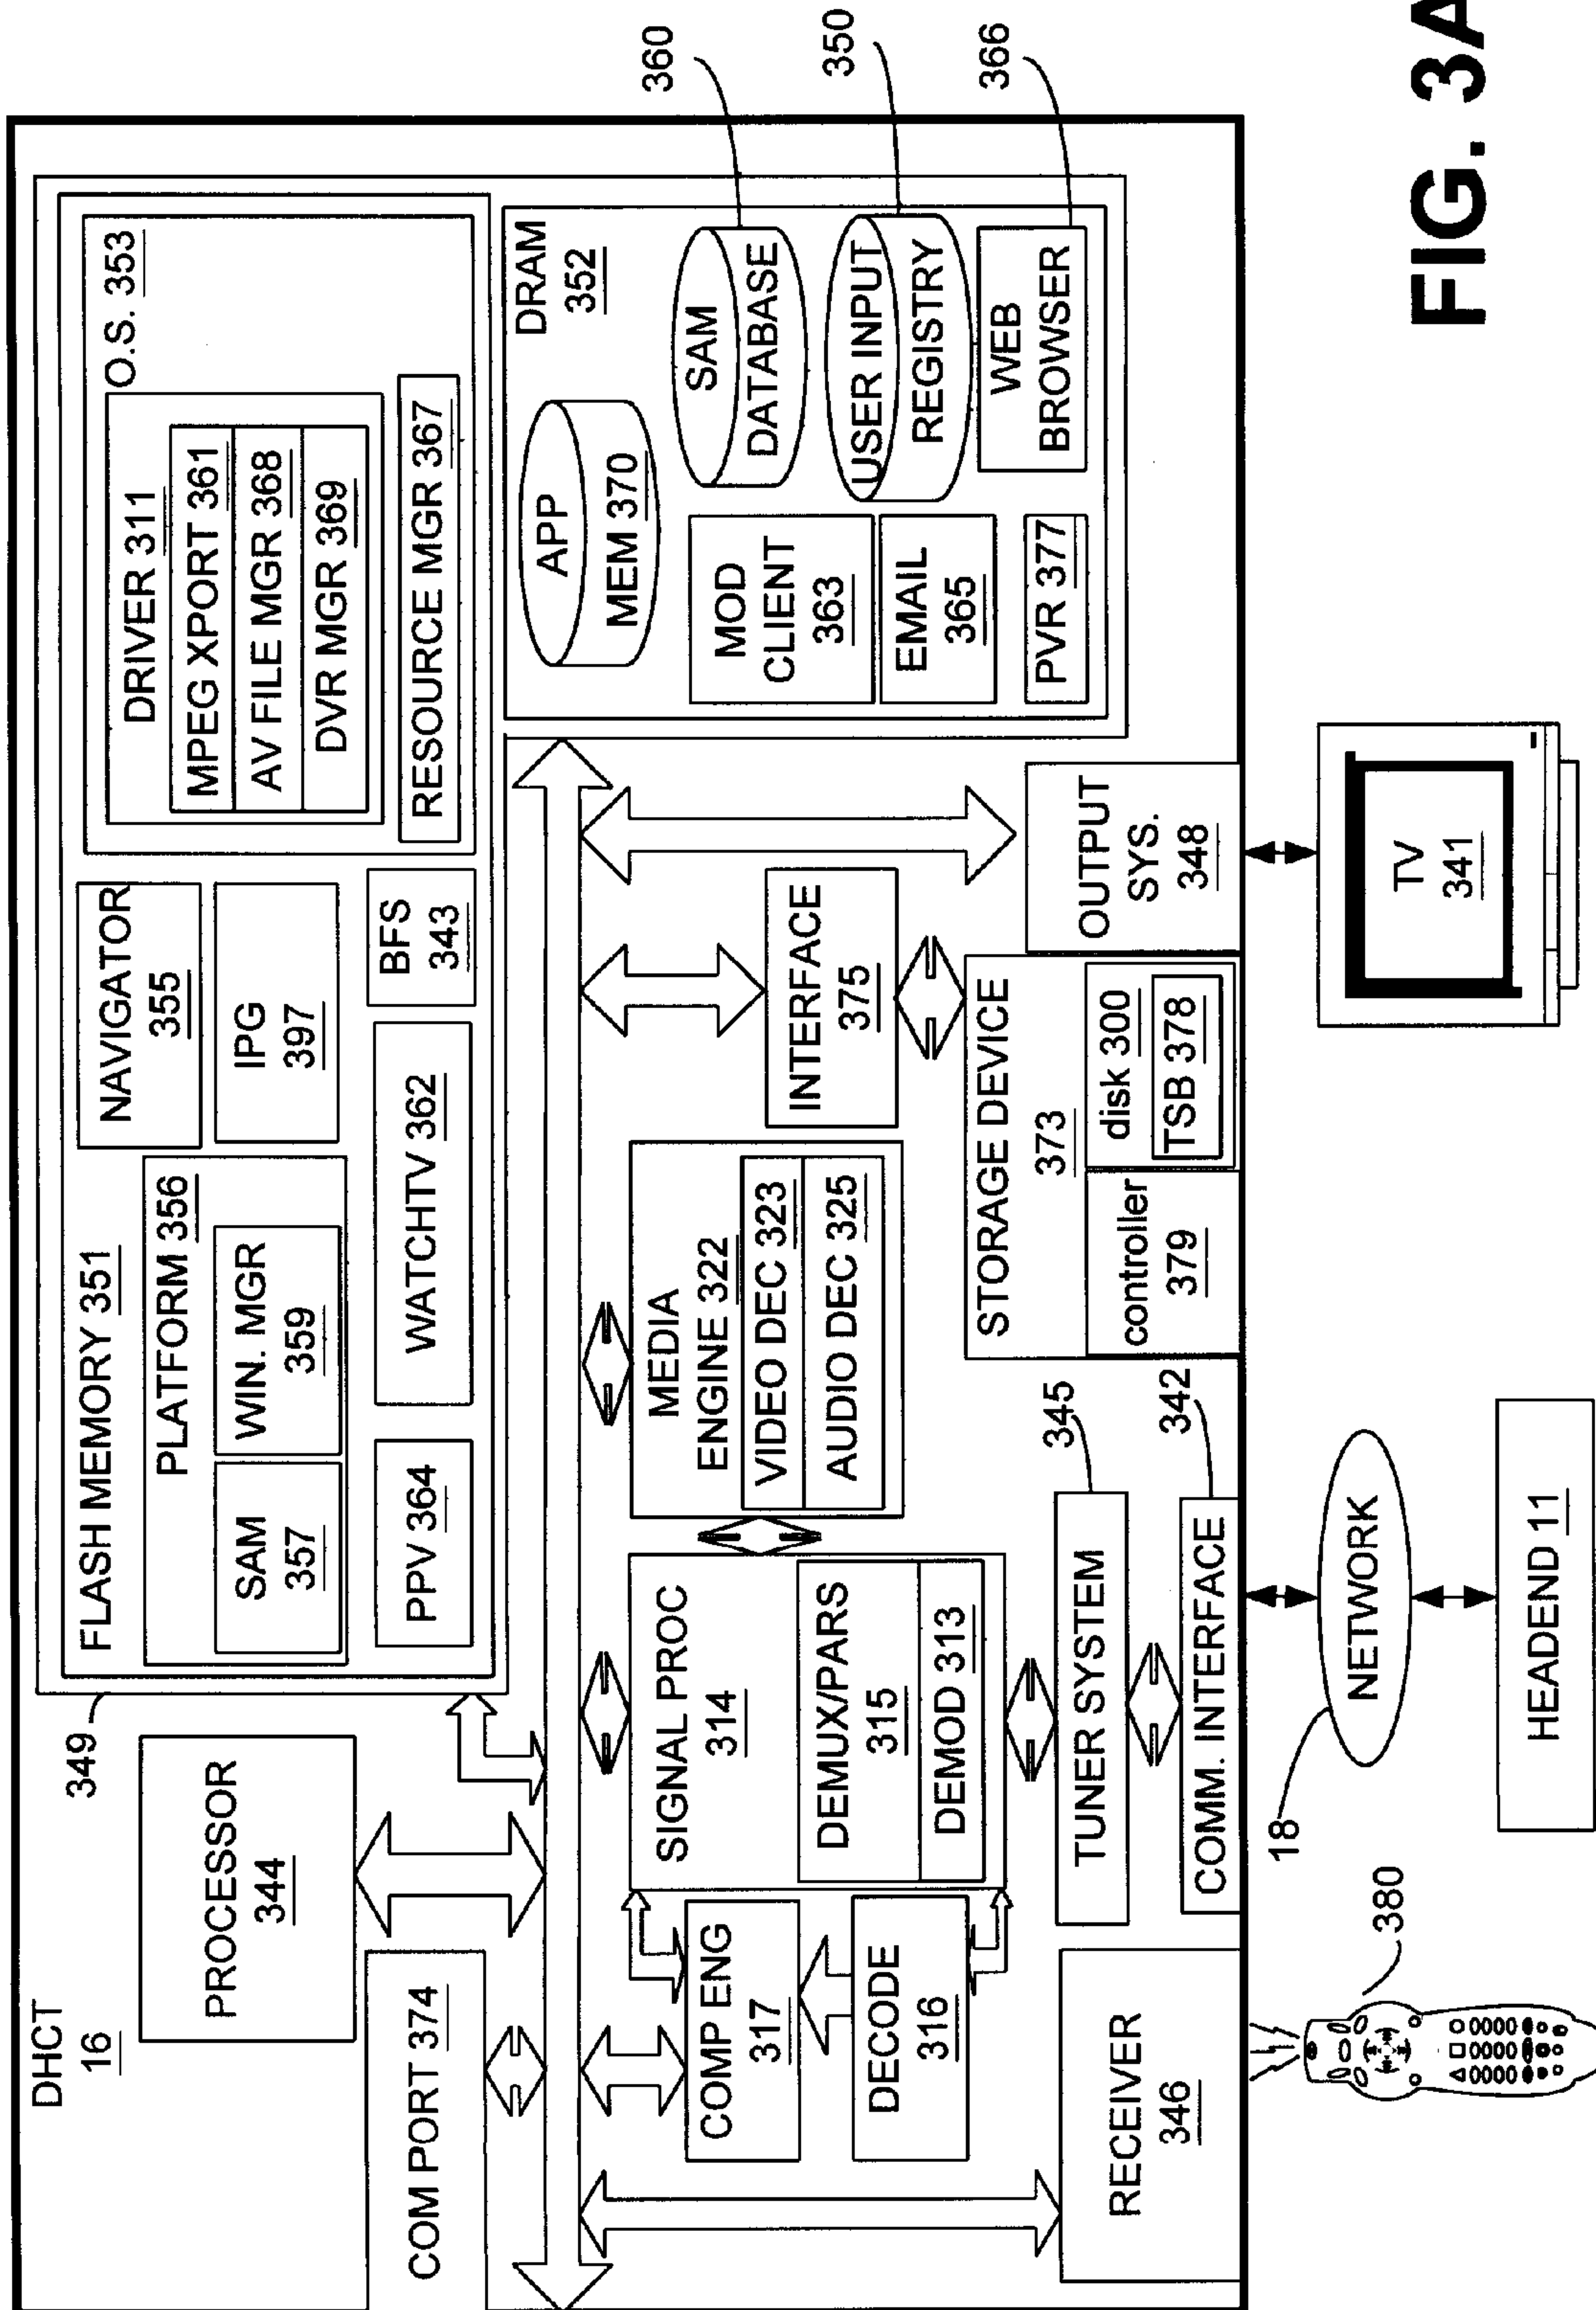 DHCT
16
PROCESSOR
344
349
COM PORT 374
FLASH MEMORY 351
PLATFORM 356
SAM
357
WIN. MGR
359
PPV 364
WATCHTV 362
NAVIGATOR
355
IPG
397
BFS
343
O.S. 353
DRIVER 311
MPEG XPORT 361
AV FILE MGR 368
DVR MGR 369
RESOURCE MGR 367
DRAM
352
APP
MEM 370
SAM
DATABASE
360
USER INPUT
REGISTRY
350
WEB
BROWSER
366
MOD
CLIENT
363
EMAIL
365
PVR 377
COMP ENG
317
DECODE
316
SIGNAL PROC
314
DEMUX/PARS
315
DEMOD 313
MEDIA
ENGINE 322
VIDEO DEC 323
AUDIO DEC 325
INTERFACE
375
STORAGE DEVICE
373
controller
379
disk 300
TSB 378
OUTPUT
SYS.
348
RECEIVER
346
TUNER SYSTEM
345
COMM. INTERFACE
342
380
18
NETWORK
HEADEND 11
TV
341
FIG. 3A